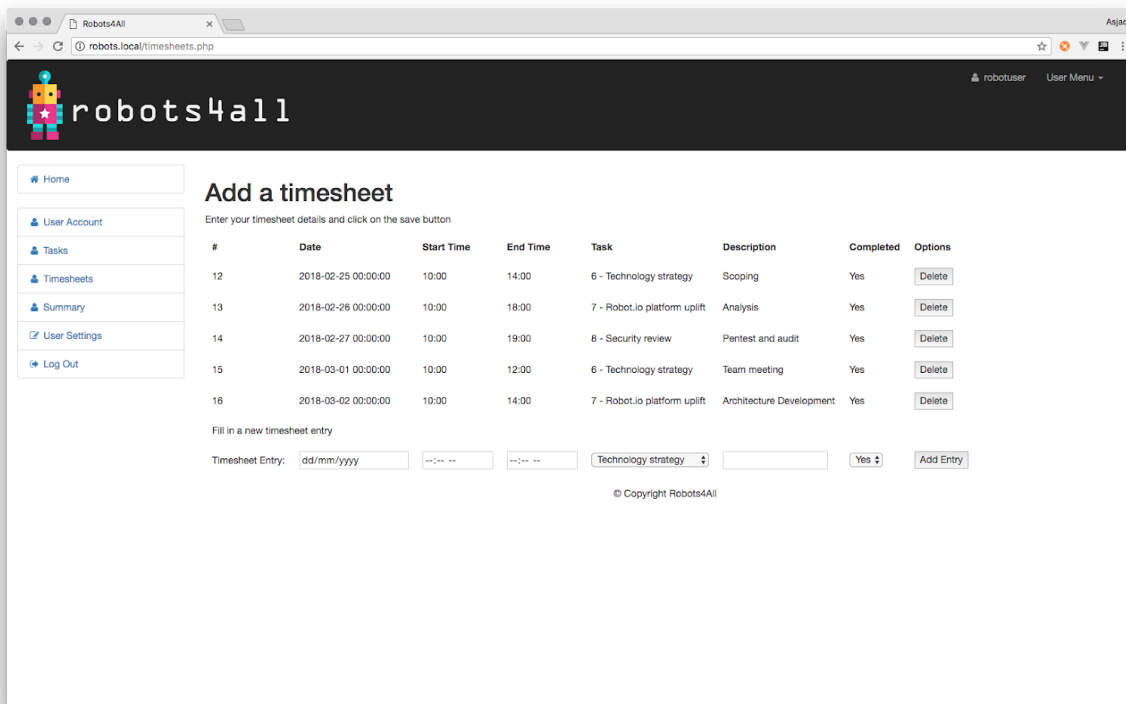 Robots4All
Asjad
robots.local/timesheets.php
robots4all
robotuser User Menu
Home
User Account
Tasks
Timesheets
Summary
User Settings
Log Out
Add a timesheet
Enter your timesheet details and click on the save button
# Date Start Time End Time Task Description Completed Options
12 2018-02-25 00:00:00 10:00 14:00 6 - Technology strategy Scoping Yes Delete
13 2018-02-26 00:00:00 10:00 18:00 7 - Robot.io platform uplift Analysis Yes Delete
14 2018-02-27 00:00:00 10:00 19:00 8 - Security review Pentest and audit Yes Delete
15 2018-03-01 00:00:00 10:00 12:00 6 - Technology strategy Team meeting Yes Delete
16 2018-03-02 00:00:00 10:00 14:00 7 - Robot.io platform uplift Architecture Development Yes Delete
Fill in a new timesheet entry
Timesheet Entry: dd/mm/yyyy --:-- -- --:-- -- Technology strategy Yes Add Entry
© Copyright Robots4All